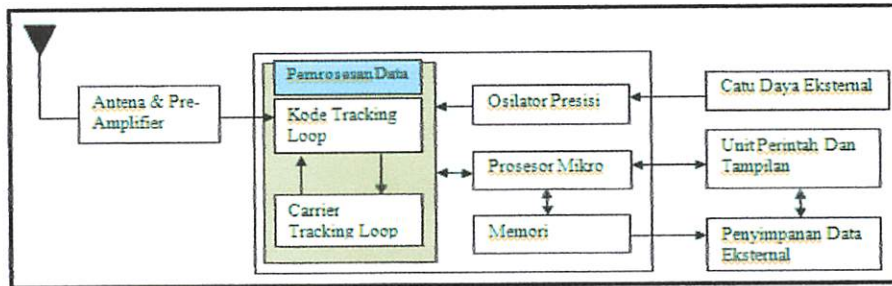 Pemrosesan Data
Antena & Pre-
Amplifier
Kode Tracking
Loop
Carrier
Tracking Loop
Osilator Presisi
Prosesor Mikro
Memori
Catu Daya Eksternal
Unit Perintah Dan
Tampilan
Penyimpanan Data
Eksternal